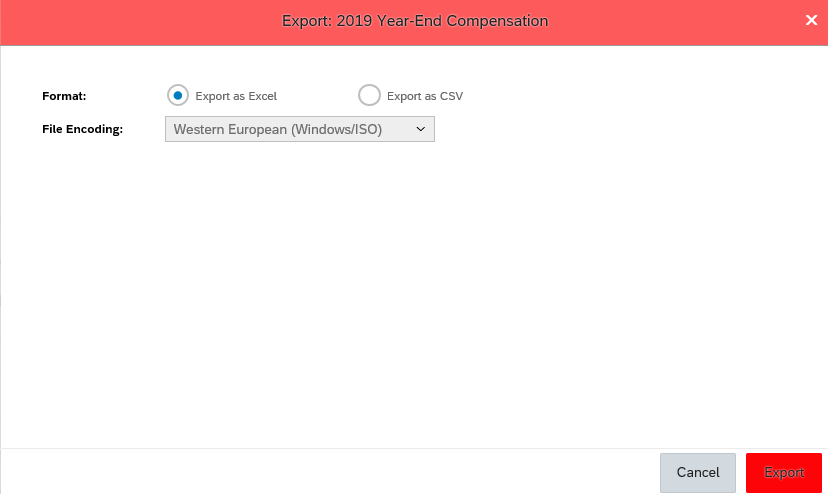 Export: 2019 Year-End Compensation
Format: Export as Excel Export as CSV
File Encoding: Western European (Windows/ISO)
Cancel Export